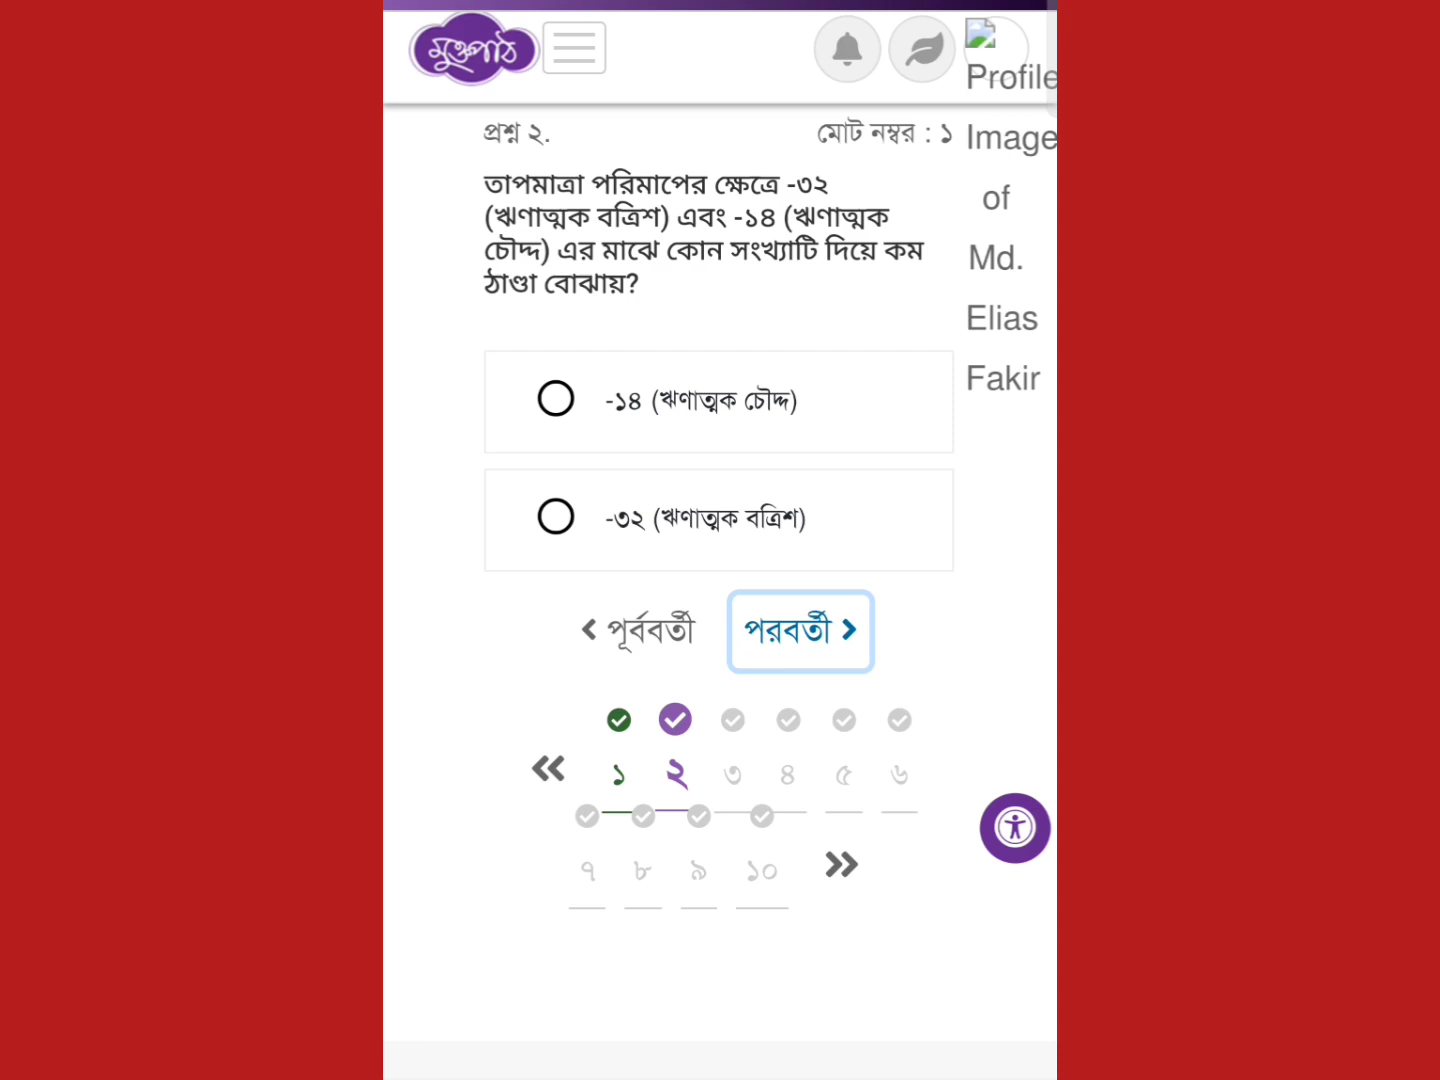 মুক্তপাঠ
Profile
Image
of
Md.
Elias
Fakir
প্রশ্ন ২.
মোট নম্বর : ১
তাপমাত্রা পরিমাপের ক্ষেত্রে -৩২
(ঋণাত্মক বত্রিশ) এবং -১৪ (ঋণাত্মক
চৌদ্দ) এর মাঝে কোন সংখ্যাটি দিয়ে কম
ঠাণ্ডা বোঝায়?
-১৪ (ঋণাত্মক চৌদ্দ)
-৩২ (ঋণাত্মক বত্রিশ)
পূর্ববর্তী
পরবর্তী
১ ২ ৩ ৪ ৫ ৬
৭ ৮ ৯ ১০